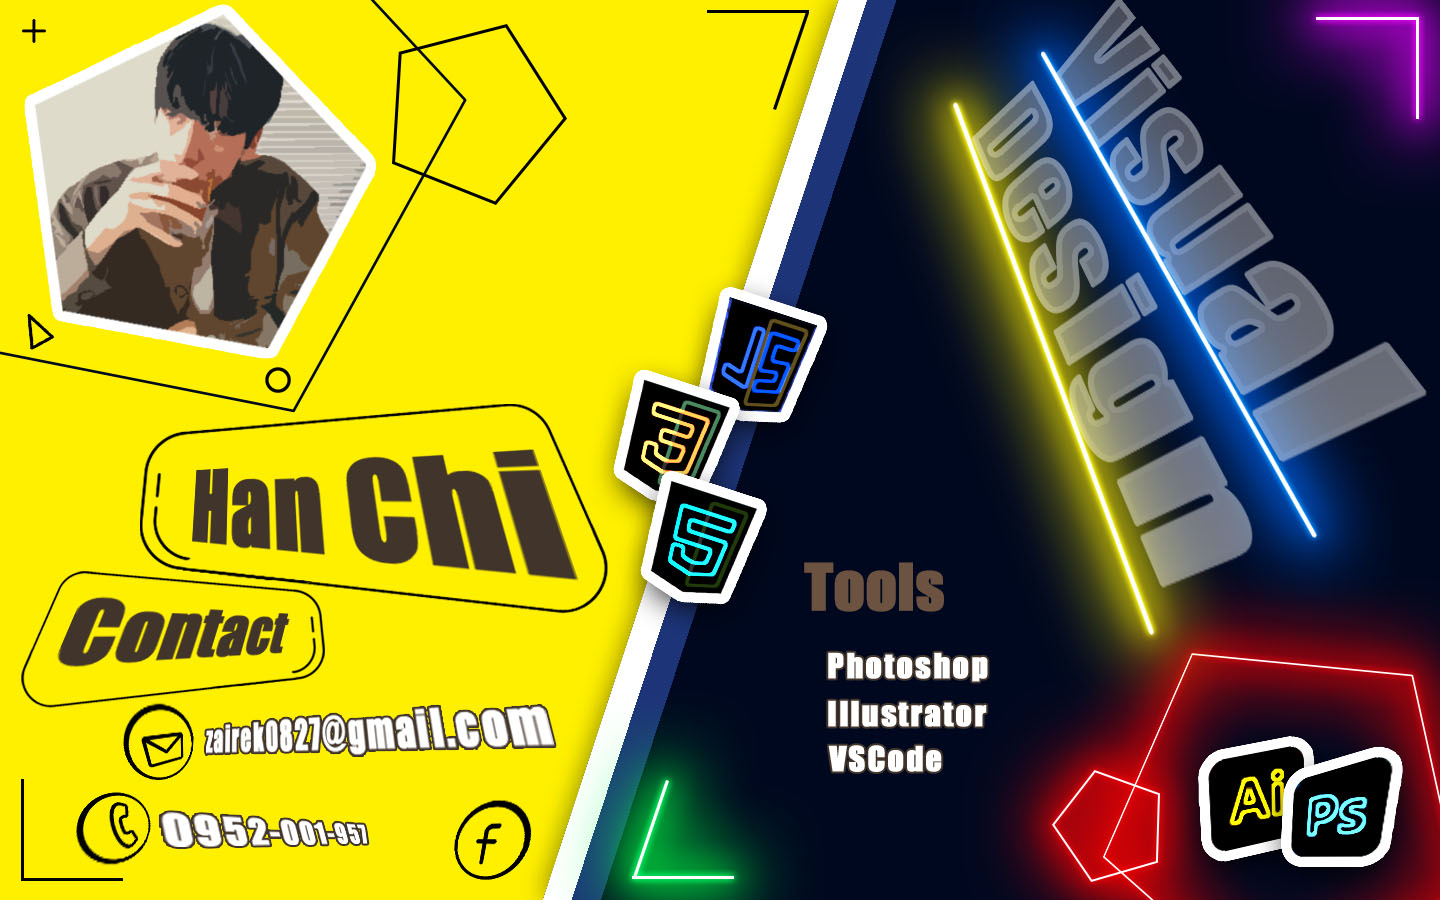 Han Chi
Contact
zairek0827@gmail.com
0952-001-957
f
JS
3
5
Visual
Design
Tools
Photoshop
Illustrator
VSCode
Ai
Ps